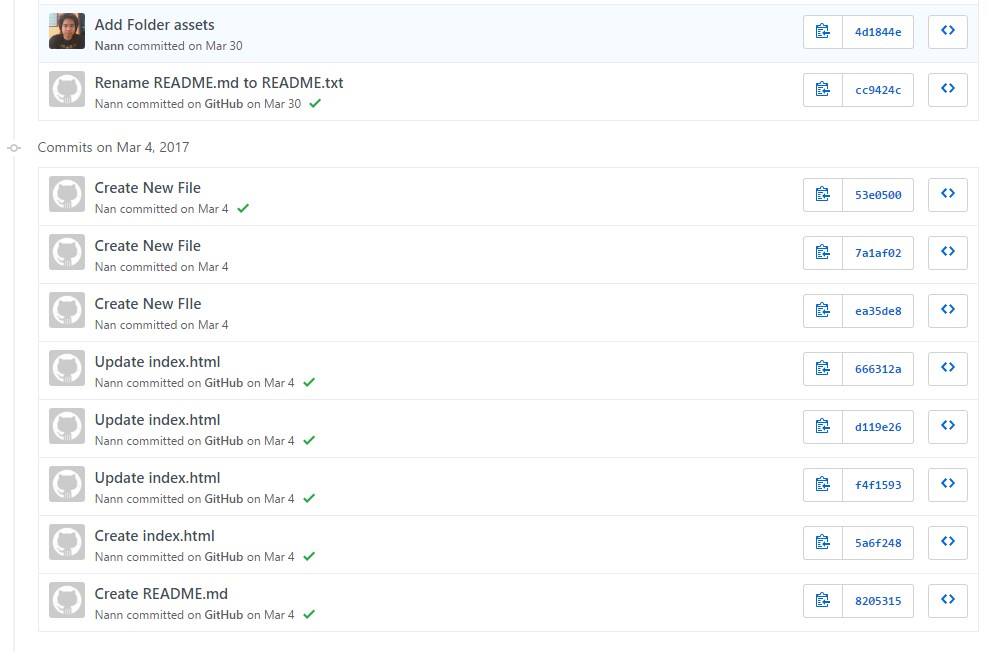 Add Folder assets
4d1844e
Nann committed on Mar 30
Rename README.md to README.txt
cc9424c
Nann committed on GitHub on Mar 30
Commits on Mar 4, 2017
Create New File
53e0500
Nan committed on Mar 4
Create New File
7a1af02
Nan committed on Mar 4
Create New FIle
ea35de8
Nan committed on Mar 4
Update index.html
666312a
Nann committed on GitHub on Mar 4
Update index.html
d119e26
Nann committed on GitHub on Mar 4
Update index.html
f4f1593
Nann committed on GitHub on Mar 4
Create index.html
5a6f248
Nann committed on GitHub on Mar 4
Create README.md
8205315
Nann committed on GitHub on Mar 4